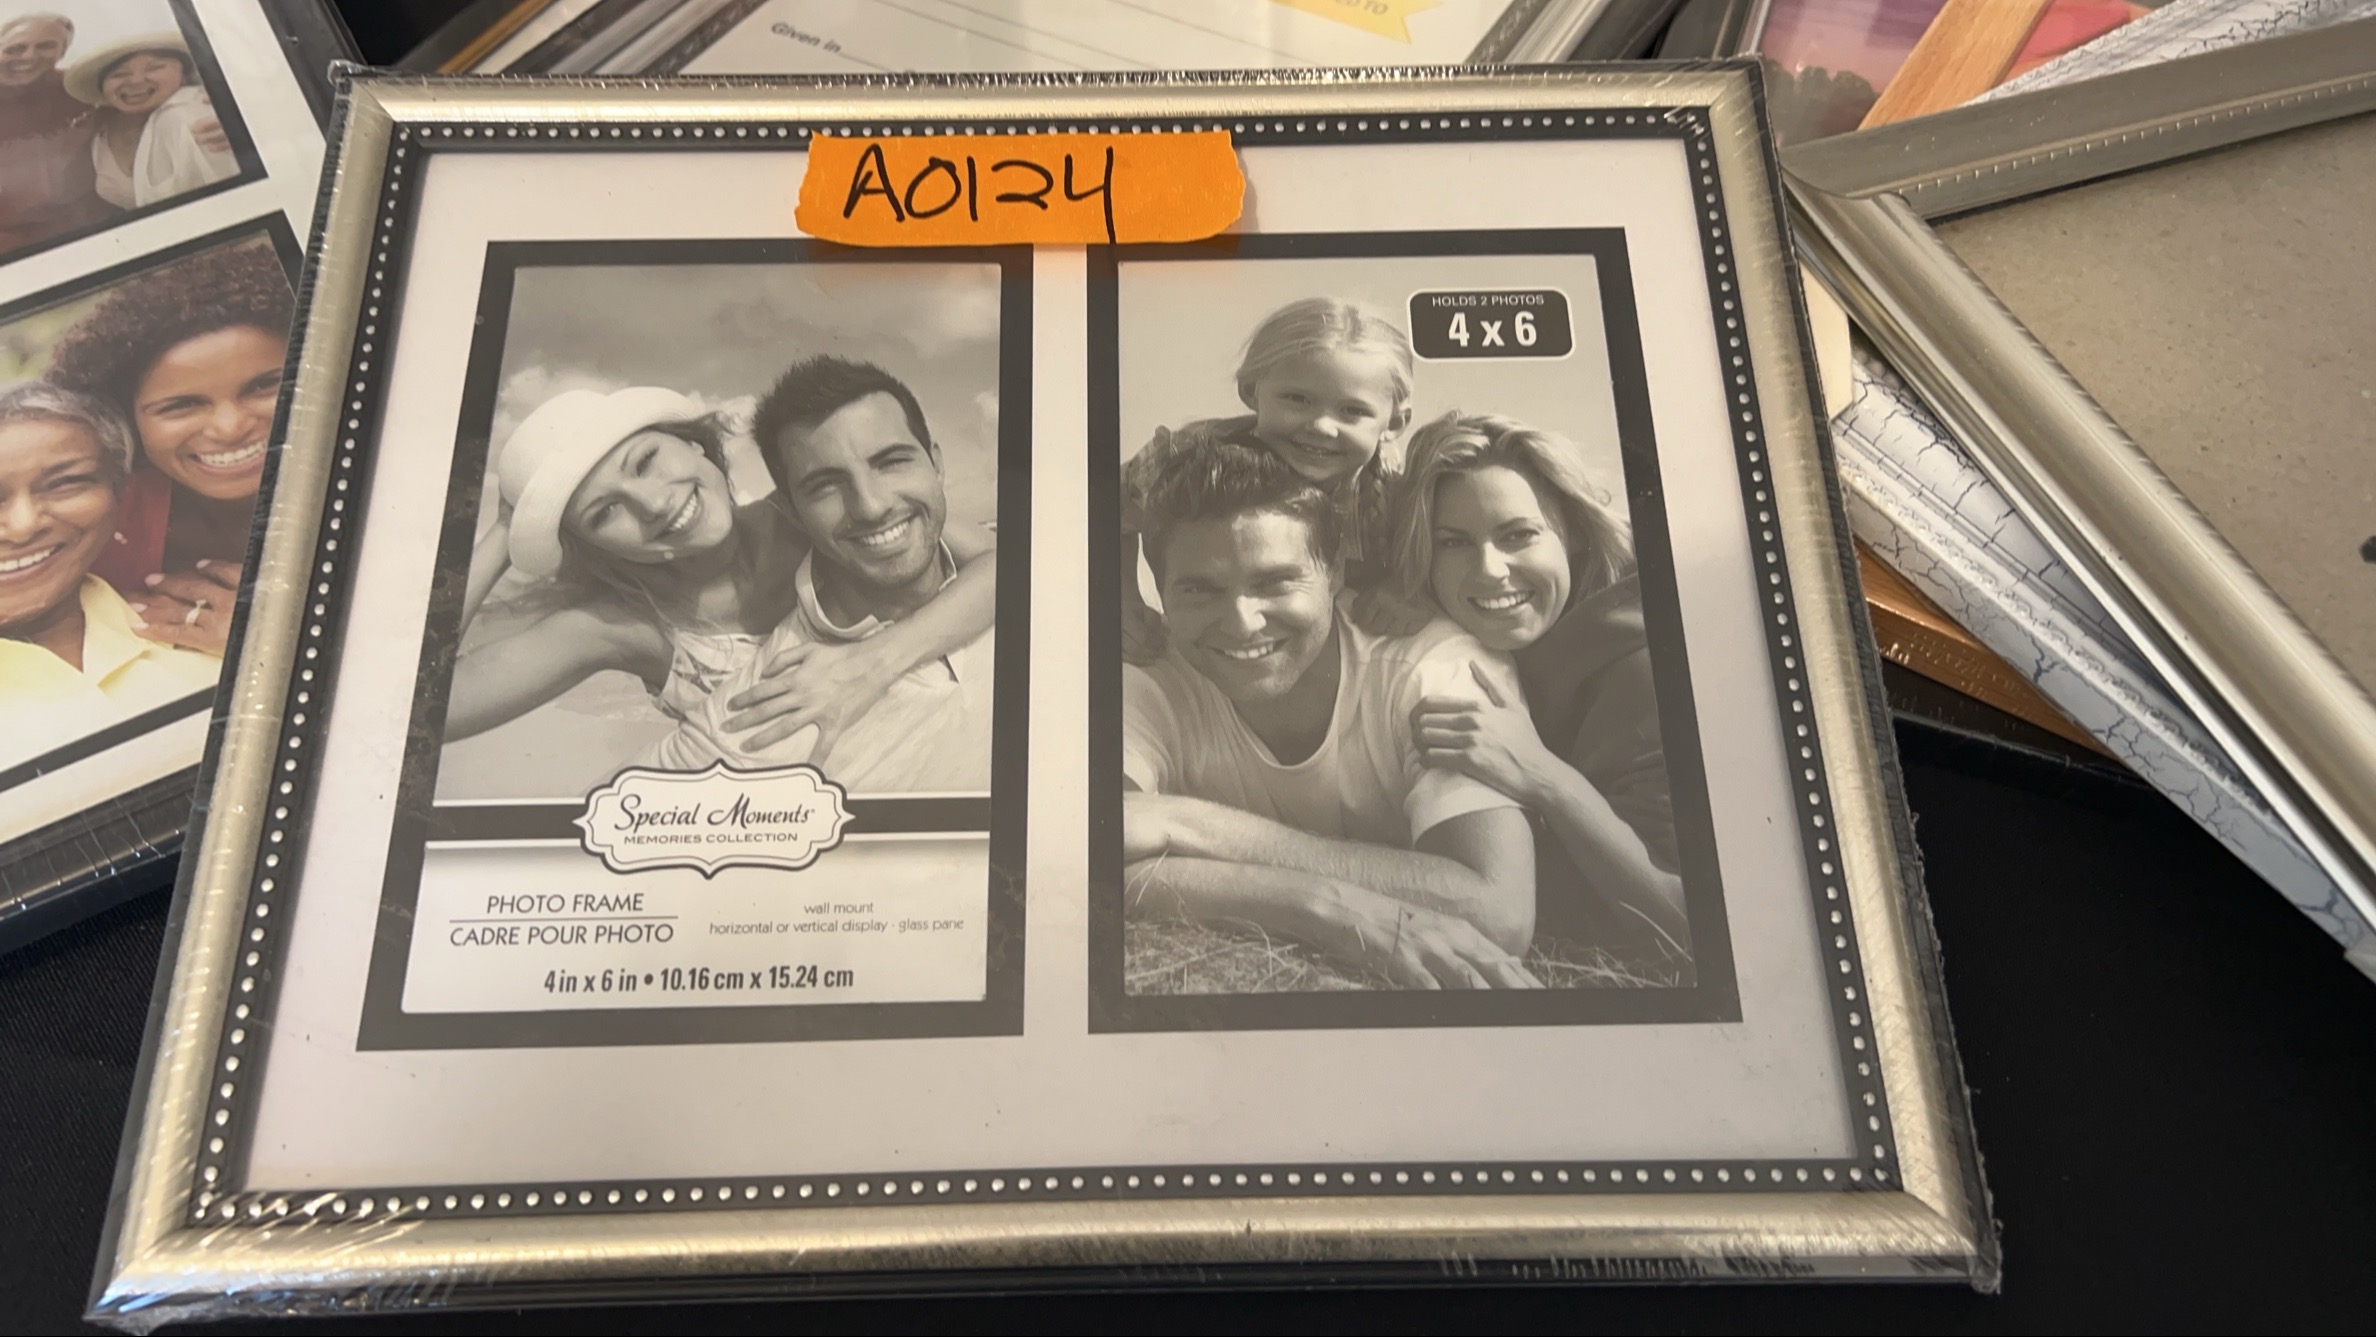 Given in
A0124
HOLDS 2 PHOTOS
4 x 6
Special Moments
MEMORIES COLLECTION
PHOTO FRAME
CADRE POUR PHOTO
wall mount
horizontal or vertical display · glass pane
4 in x 6 in • 10.16 cm x 15.24 cm